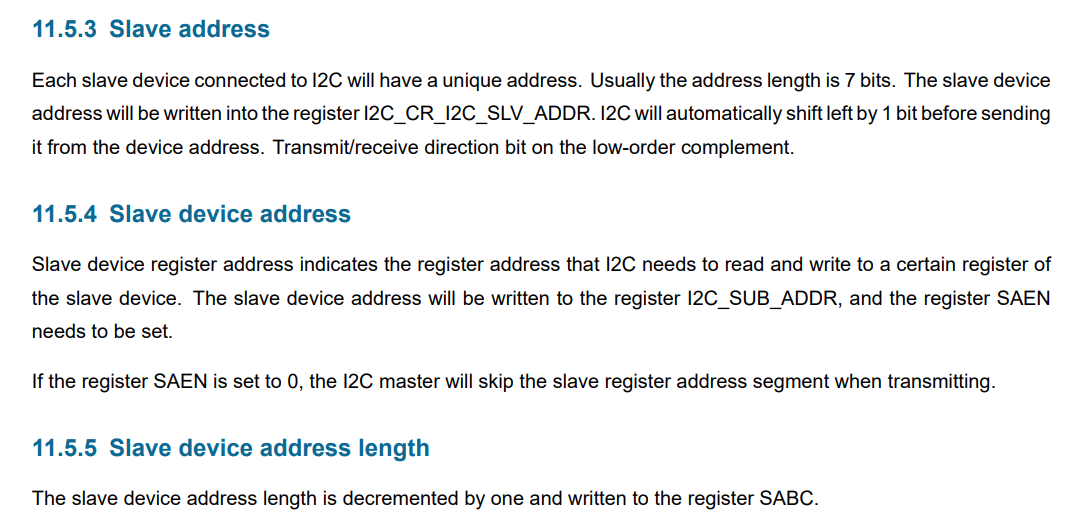 11.5.3 Slave address
Each slave device connected to I2C will have a unique address. Usually the address length is 7 bits. The slave device
address will be written into the register I2C_CR_I2C_SLV_ADDR. I2C will automatically shift left by 1 bit before sending
it from the device address. Transmit/receive direction bit on the low-order complement.
11.5.4 Slave device address
Slave device register address indicates the register address that I2C needs to read and write to a certain register of
the slave device. The slave device address will be written to the register I2C_SUB_ADDR, and the register SAEN
needs to be set.
If the register SAEN is set to 0, the I2C master will skip the slave register address segment when transmitting.
11.5.5 Slave device address length
The slave device address length is decremented by one and written to the register SABC.